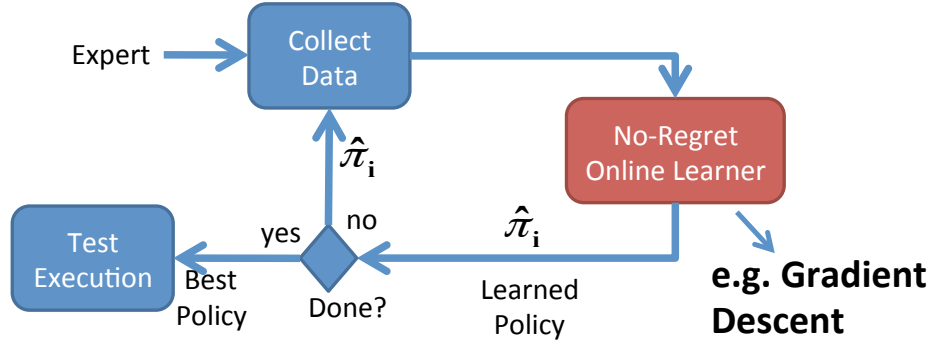 Expert
Collect
Data
No-Regret
Online Learner
π̂ᵢ
no
yes
π̂ᵢ
Test
Execution
Best
Policy
Done?
Learned
Policy
e.g. Gradient
Descent